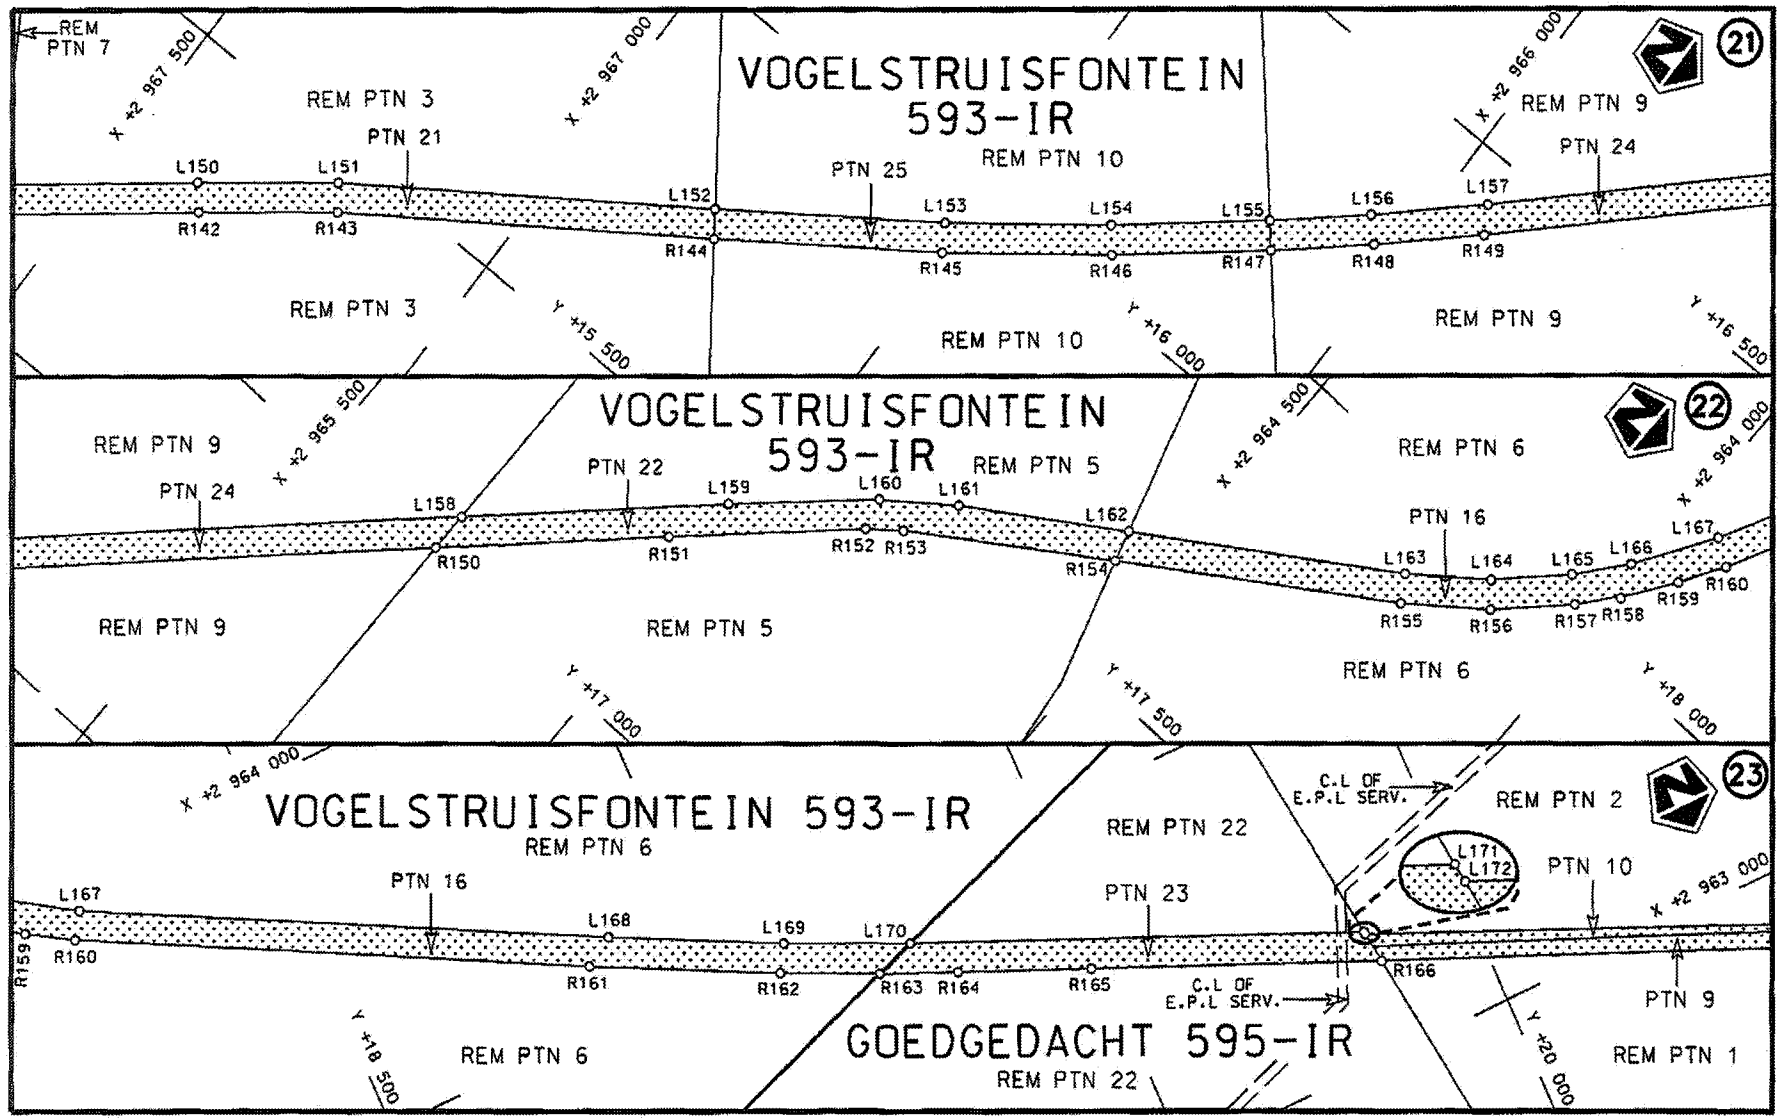 REM
PTN 7
X +2 967 500
X +2 967 000
VOGELSTRUISFONTEIN
593-IR
X +2 966 000
21
REM PTN 3
REM PTN 9
PTN 21
REM PTN 10
PTN 24
PTN 25
L150
L151
L152
L153
L154
L155
L156
L157
R142
R143
R144
R145
R146
R147
R148
R149
REM PTN 3
Y +15 500
REM PTN 10
Y +16 000
REM PTN 9
Y +16 500
VOGELSTRUISFONTEIN
593-IR
22
REM PTN 9
X +2 965 500
PTN 22
REM PTN 5
X +2 964 500
REM PTN 6
X +2 964 000
PTN 24
PTN 16
L158
L159
L160
L161
L162
L163
L164
L165
L166
L167
R150
R151
R152
R153
R154
R155
R156
R157
R158
R159
R160
REM PTN 9
REM PTN 5
REM PTN 6
Y +17 000
Y +17 500
Y +18 000
X +2 964 000
VOGELSTRUISFONTEIN 593-IR
REM PTN 6
C.L OF
E.P.L SERV.
REM PTN 2
23
REM PTN 22
L171
L172
PTN 10
PTN 16
PTN 23
X +2 963 000
L167
L168
L169
L170
R159
R160
R161
R162
R163
R164
R165
R166
C.L OF
E.P.L SERV.
PTN 9
Y +18 500
REM PTN 6
GOEDGEDACHT 595-IR
REM PTN 22
Y +20 000
REM PTN 1